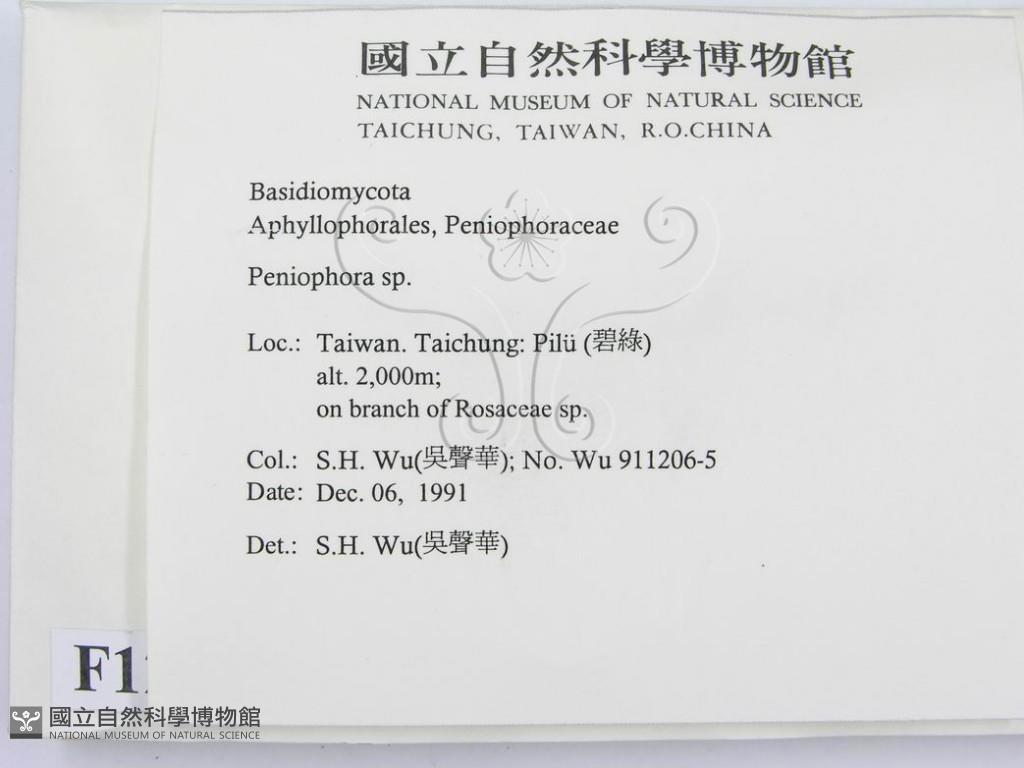 國立自然科學博物館
NATIONAL MUSEUM OF NATURAL SCIENCE
TAICHUNG, TAIWAN, R.O.CHINA
Basidiomycota
Aphyllophorales, Peniophoraceae
Peniophora sp.
Loc.: Taiwan. Taichung: Pilü (碧綠)
alt. 2,000m;
on branch of Rosaceae sp.
Col.: S.H. Wu(吳聲華); No. Wu 911206-5
Date: Dec. 06, 1991
Det.: S.H. Wu(吳聲華)
國立自然科學博物館
NATIONAL MUSEUM OF NATURAL SCIENCE